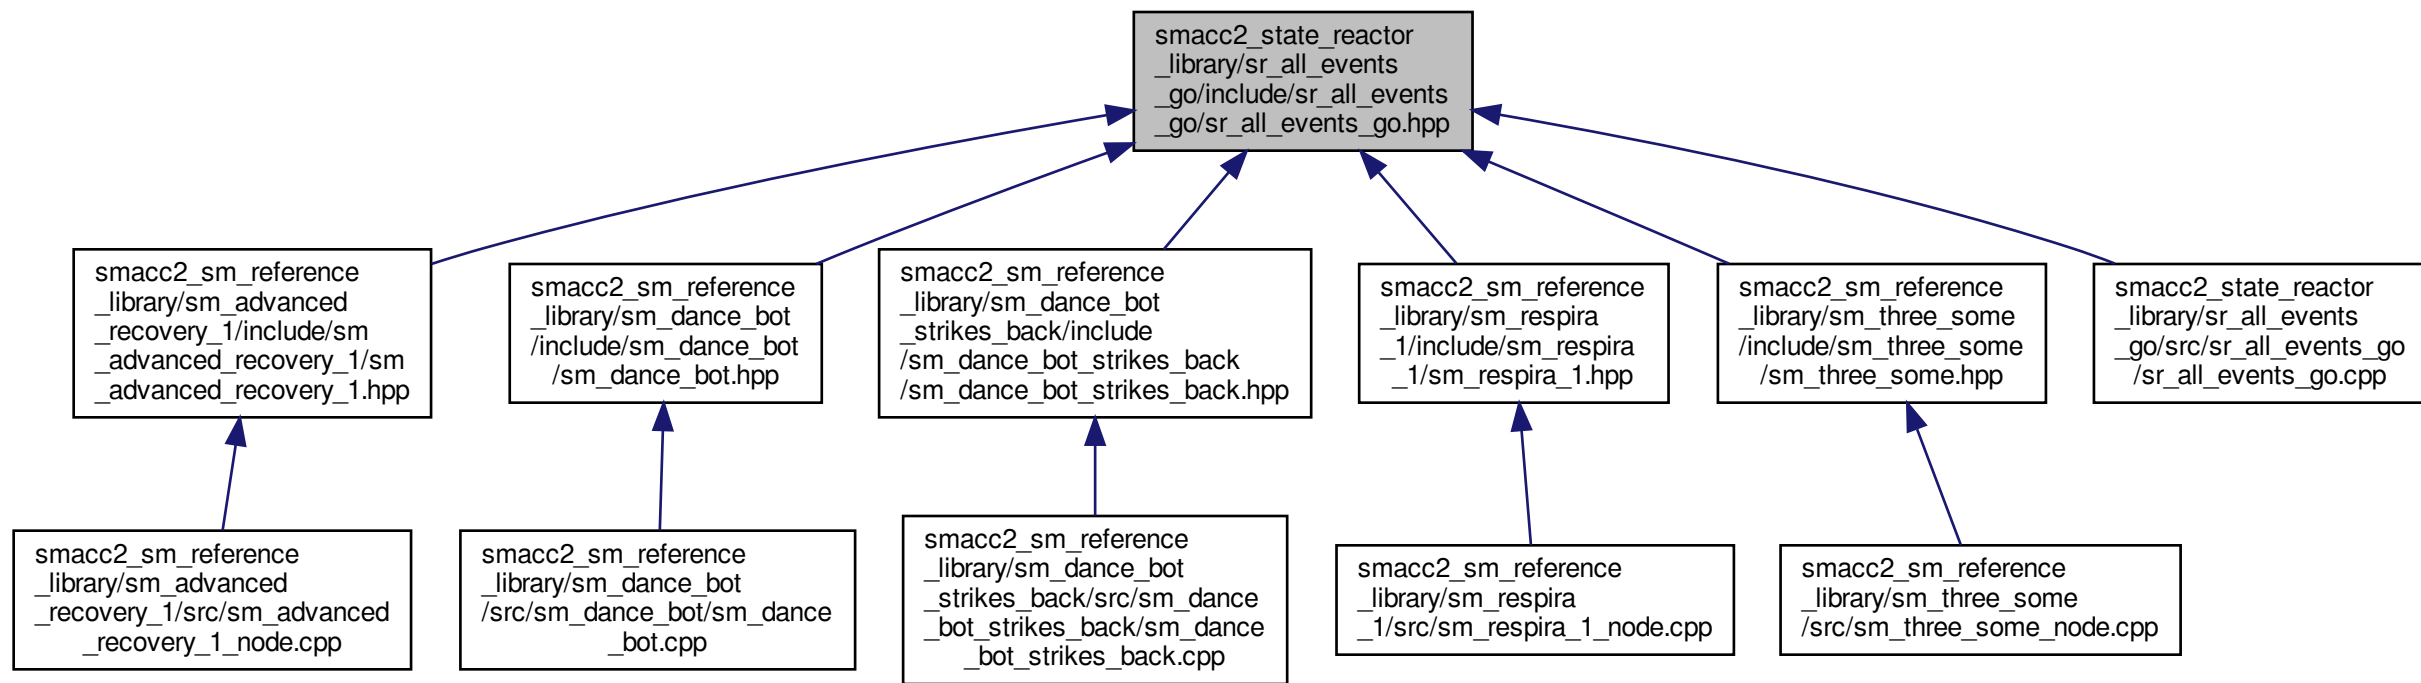 smacc2_state_reactor
_library/sr_all_events
_go/include/sr_all_events
_go/sr_all_events_go.hpp
smacc2_sm_reference
_library/sm_advanced
_recovery_1/include/sm
_advanced_recovery_1/sm
_advanced_recovery_1.hpp
smacc2_sm_reference
_library/sm_dance_bot
/include/sm_dance_bot
/sm_dance_bot.hpp
smacc2_sm_reference
_library/sm_dance_bot
_strikes_back/include
/sm_dance_bot_strikes_back
/sm_dance_bot_strikes_back.hpp
smacc2_sm_reference
_library/sm_respira
_1/include/sm_respira
_1/sm_respira_1.hpp
smacc2_sm_reference
_library/sm_three_some
/include/sm_three_some
/sm_three_some.hpp
smacc2_state_reactor
_library/sr_all_events
_go/src/sr_all_events_go
/sr_all_events_go.cpp
smacc2_sm_reference
_library/sm_advanced
_recovery_1/src/sm_advanced
_recovery_1_node.cpp
smacc2_sm_reference
_library/sm_dance_bot
/src/sm_dance_bot/sm_dance
_bot.cpp
smacc2_sm_reference
_library/sm_dance_bot
_strikes_back/src/sm_dance
_bot_strikes_back/sm_dance
_bot_strikes_back.cpp
smacc2_sm_reference
_library/sm_respira
_1/src/sm_respira_1_node.cpp
smacc2_sm_reference
_library/sm_three_some
/src/sm_three_some_node.cpp